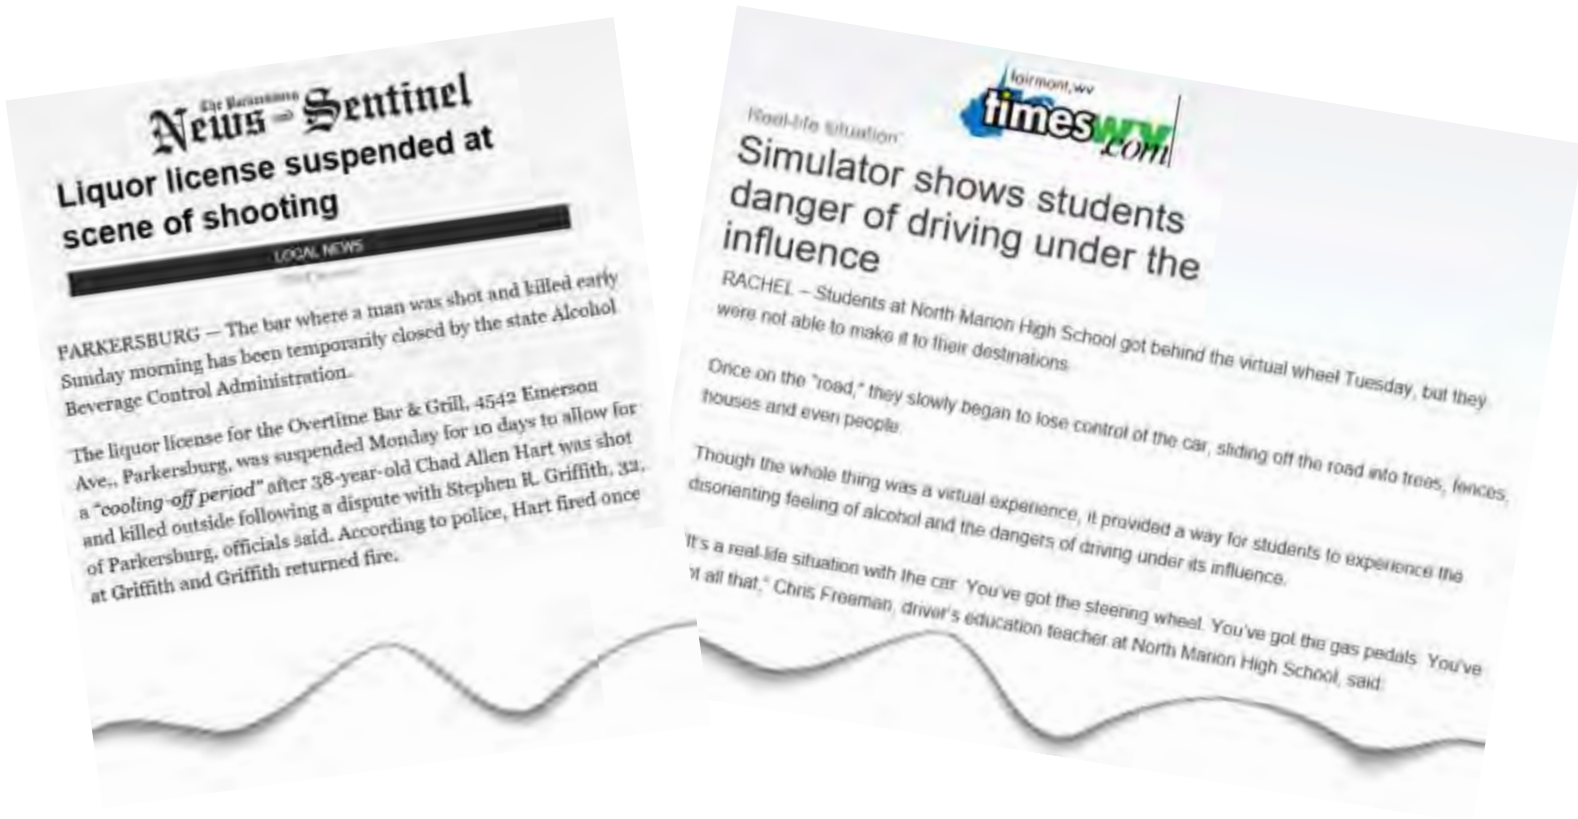 The Parkersburg
News and Sentinel
Liquor license suspended at
scene of shooting
LOCAL NEWS
PARKERSBURG — The bar where a man was shot and killed early
Sunday morning has been temporarily closed by the state Alcohol
Beverage Control Administration.
The liquor license for the Overtime Bar & Grill, 4542 Emerson
Ave., Parkersburg, was suspended Monday for 10 days to allow for
a "cooling-off period" after 38-year-old Chad Allen Hart was shot
and killed outside following a dispute with Stephen R. Griffith, 32,
of Parkersburg, officials said. According to police, Hart fired once
at Griffith and Griffith returned fire.
fairmont,wv
timeswv
.com
'Real-life situation'
Simulator shows students
danger of driving under the
influence
RACHEL – Students at North Marion High School got behind the virtual wheel Tuesday, but they
were not able to make it to their destinations.
Once on the "road," they slowly began to lose control of the car, sliding off the road into trees, fences,
houses and even people.
Though the whole thing was a virtual experience, it provided a way for students to experience the
disorienting feeling of alcohol and the dangers of driving under its influence.
It's a real-life situation with the car. You've got the steering wheel. You've got the gas pedals. You've
all that," Chris Freeman, driver's education teacher at North Marion High School, said.